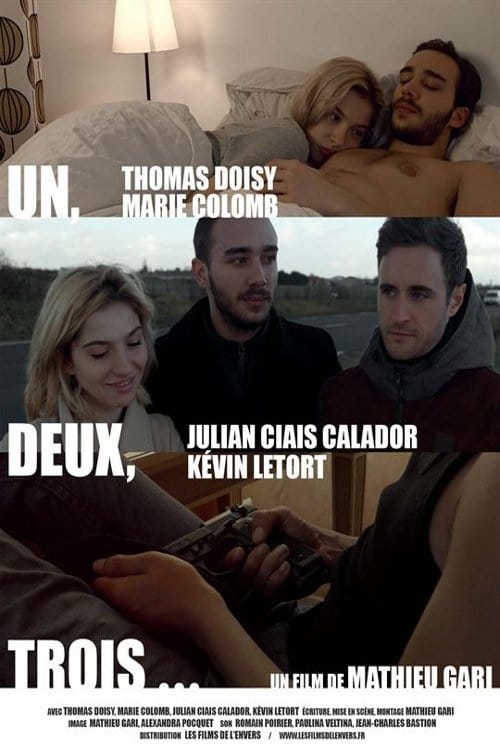 UN,
THOMAS DOISY
MARIE COLOMB
DEUX,
JULIAN CIAIS CALADOR
KÉVIN LETORT
TROIS...
UN FILM DE MATHIEU GARI
AVEC THOMAS DOISY, MARIE COLOMB, JULIAN CIAIS CALADOR, KÉVIN LETORT ÉCRITURE, MISE EN SCÈNE, MONTAGE MATHIEU GARI
IMAGE MATHIEU GARI, ALEXANDRA POCQUET SON ROMAIN POIRIER, PAULINA VELTINA, JEAN-CHARLES BASTION
DISTRIBUTION LES FILMS DE L'ENVERS / WWW.LESFILMSDELENVERS.FR